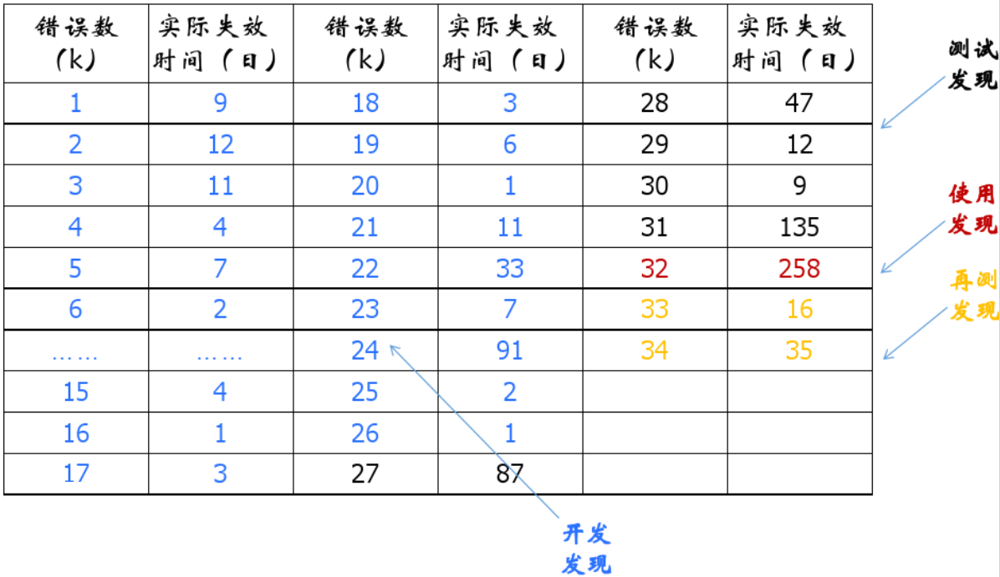 错误数 实际失效 错误数 实际失效 错误数 实际失效
（k） 时间（日） （k） 时间（日） （k） 时间（日）
测试
发现
1 9 18 3 28 47
2 12 19 6 29 12
3 11 20 1 30 9
使用
发现
4 4 21 11 31 135
5 7 22 33 32 258
再测
发现
6 2 23 7 33 16
…… …… 24 91 34 35
15 4 25 2
16 1 26 1
17 3 27 87
开发
发现